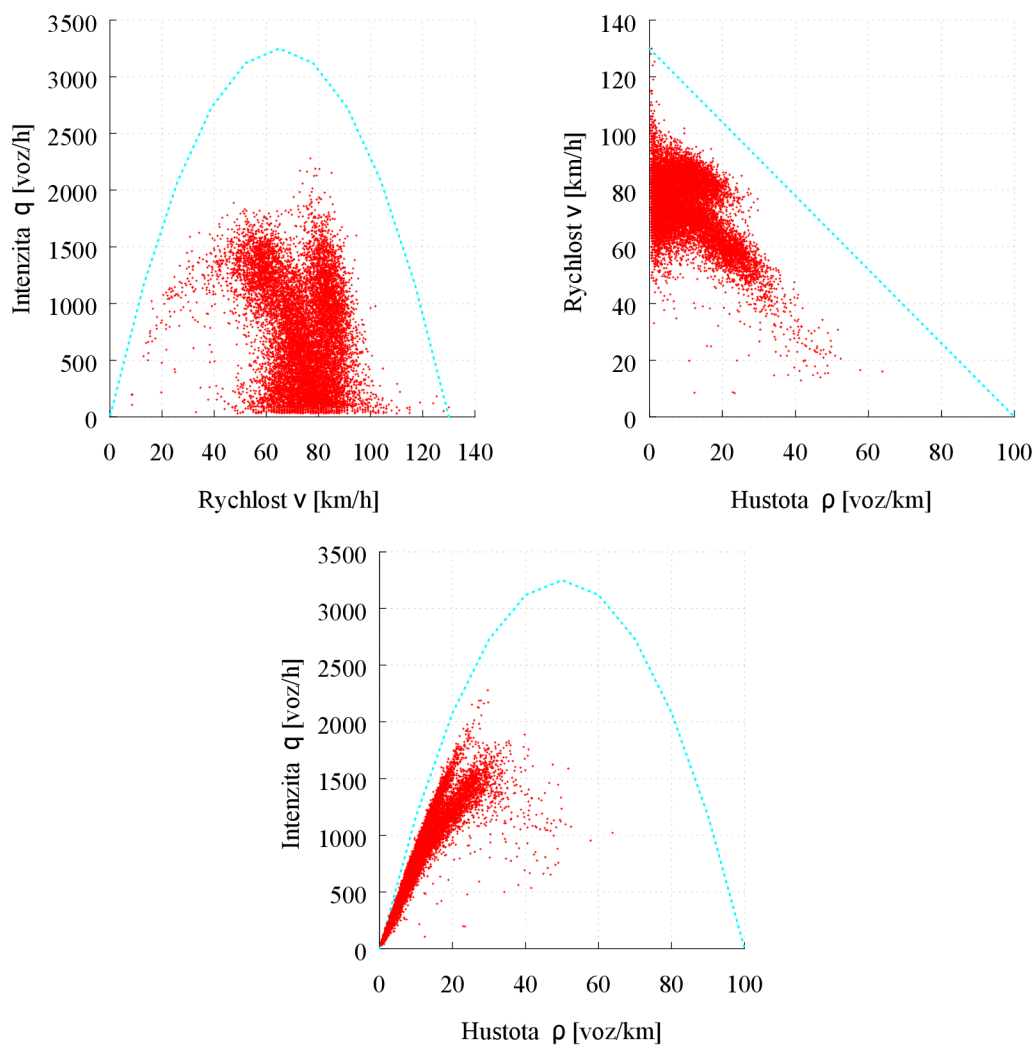 3500
3000
2500
2000
1500
1000
500
0
Intenzita q [voz/h]
0 20 40 60 80 100 120 140
Rychlost v [km/h]
140
120
100
80
60
40
20
0
Rychlost v [km/h]
0 20 40 60 80 100
Hustota ρ [voz/km]
3500
3000
2500
2000
1500
1000
500
0
Intenzita q [voz/h]
0 20 40 60 80 100
Hustota ρ [voz/km]